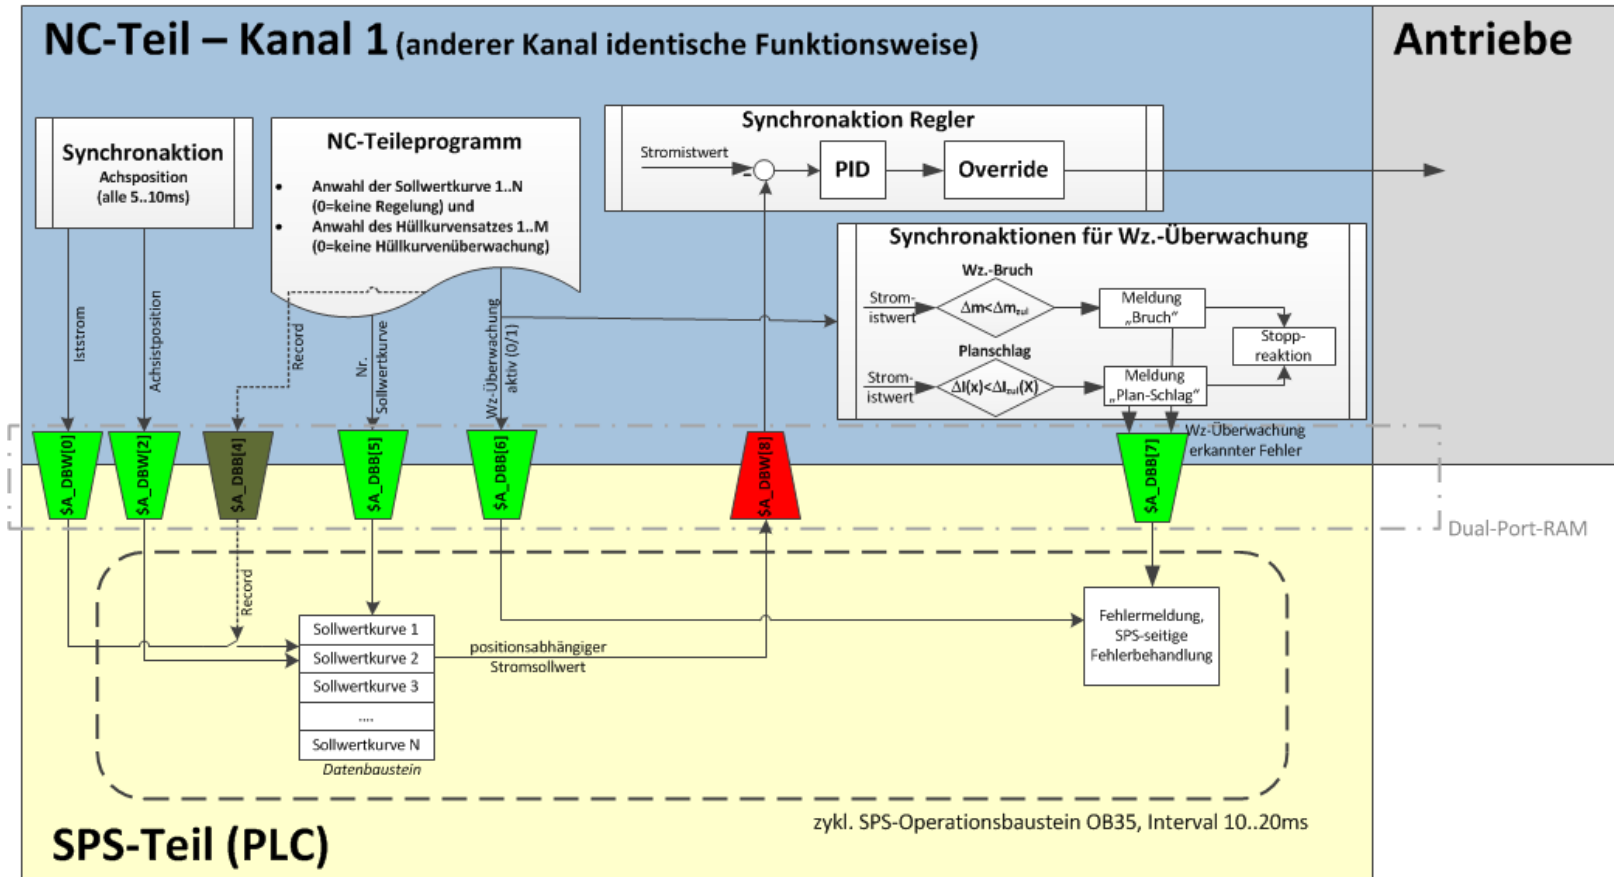 NC-Teil – Kanal 1 (anderer Kanal identische Funktionsweise)
Antriebe
Synchronaktion
Achsposition
(alle 5..10ms)
NC-Teileprogramm
• Anwahl der Sollwertkurve 1..N
(0=keine Regelung) und
• Anwahl des Hüllkurvensatzes 1..M
(0=keine Hüllkurvenüberwachung)
Synchronaktion Regler
Stromistwert
-
PID
Override
Synchronaktionen für Wz.-Überwachung
Wz.-Bruch
Strom-
istwert
Δm<Δmzul
Meldung
„Bruch“
Stopp-
reaktion
Planschlag
Strom-
istwert
ΔI(x)<ΔIzul(X)
Meldung
„Plan-Schlag“
Iststrom
Achsistposition
Record
Nr.
Sollwertkurve
Wz-Überwachung
aktiv (0/1)
Wz-Überwachung
erkannter Fehler
$A_DBW[0]
$A_DBW[2]
$A_DBB[4]
$A_DBB[5]
$A_DBB[6]
$A_DBW[8]
$A_DBB[7]
Dual-Port-RAM
Record
Sollwertkurve 1
Sollwertkurve 2
Sollwertkurve 3
....
Sollwertkurve N
Datenbaustein
positionsabhängiger
Stromsollwert
Fehlermeldung,
SPS-seitige
Fehlerbehandlung
zykl. SPS-Operationsbaustein OB35, Interval 10..20ms
SPS-Teil (PLC)